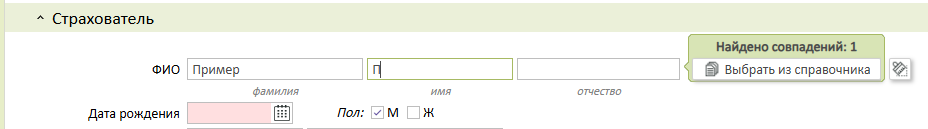 Страхователь
Найдено совпадений: 1
ФИО Пример П Выбрать из справочника
фамилия имя отчество
Дата рождения Пол: М Ж